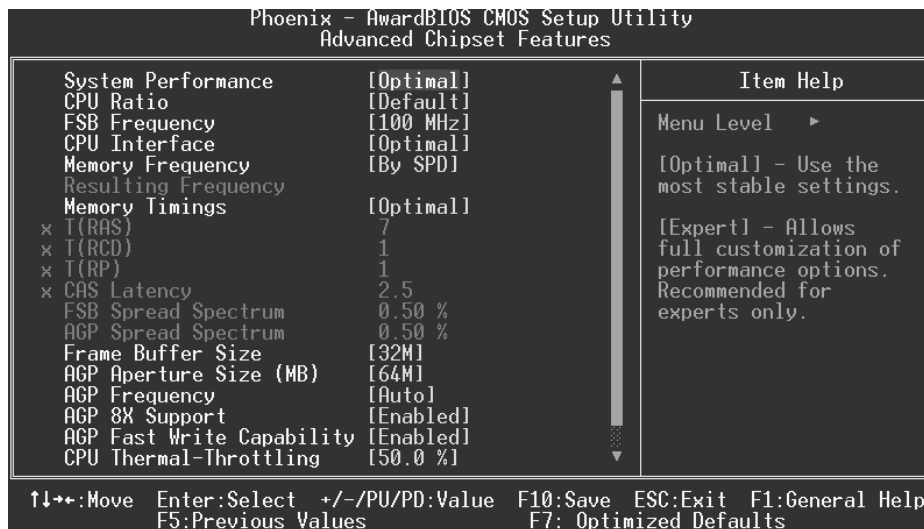 Phoenix - AwardBIOS CMOS Setup Utility
Advanced Chipset Features
System Performance [Optimal]
CPU Ratio [Default]
FSB Frequency [100 MHz]
CPU Interface [Optimal]
Memory Frequency [By SPD]
Resulting Frequency
Memory Timings [Optimal]
x T(RAS) 7
x T(RCD) 1
x T(RP) 1
x CAS Latency 2.5
FSB Spread Spectrum 0.50 %
AGP Spread Spectrum 0.50 %
Frame Buffer Size [32M]
AGP Aperture Size (MB) [64M]
AGP Frequency [Auto]
AGP 8X Support [Enabled]
AGP Fast Write Capability [Enabled]
CPU Thermal-Throttling [50.0 %]
Item Help
Menu Level ►
[Optimal] - Use the
most stable settings.
[Expert] - Allows
full customization of
performance options.
Recommended for
experts only.
↑↓→←:Move Enter:Select +/-/PU/PD:Value F10:Save ESC:Exit F1:General Help
F5:Previous Values F7: Optimized Defaults